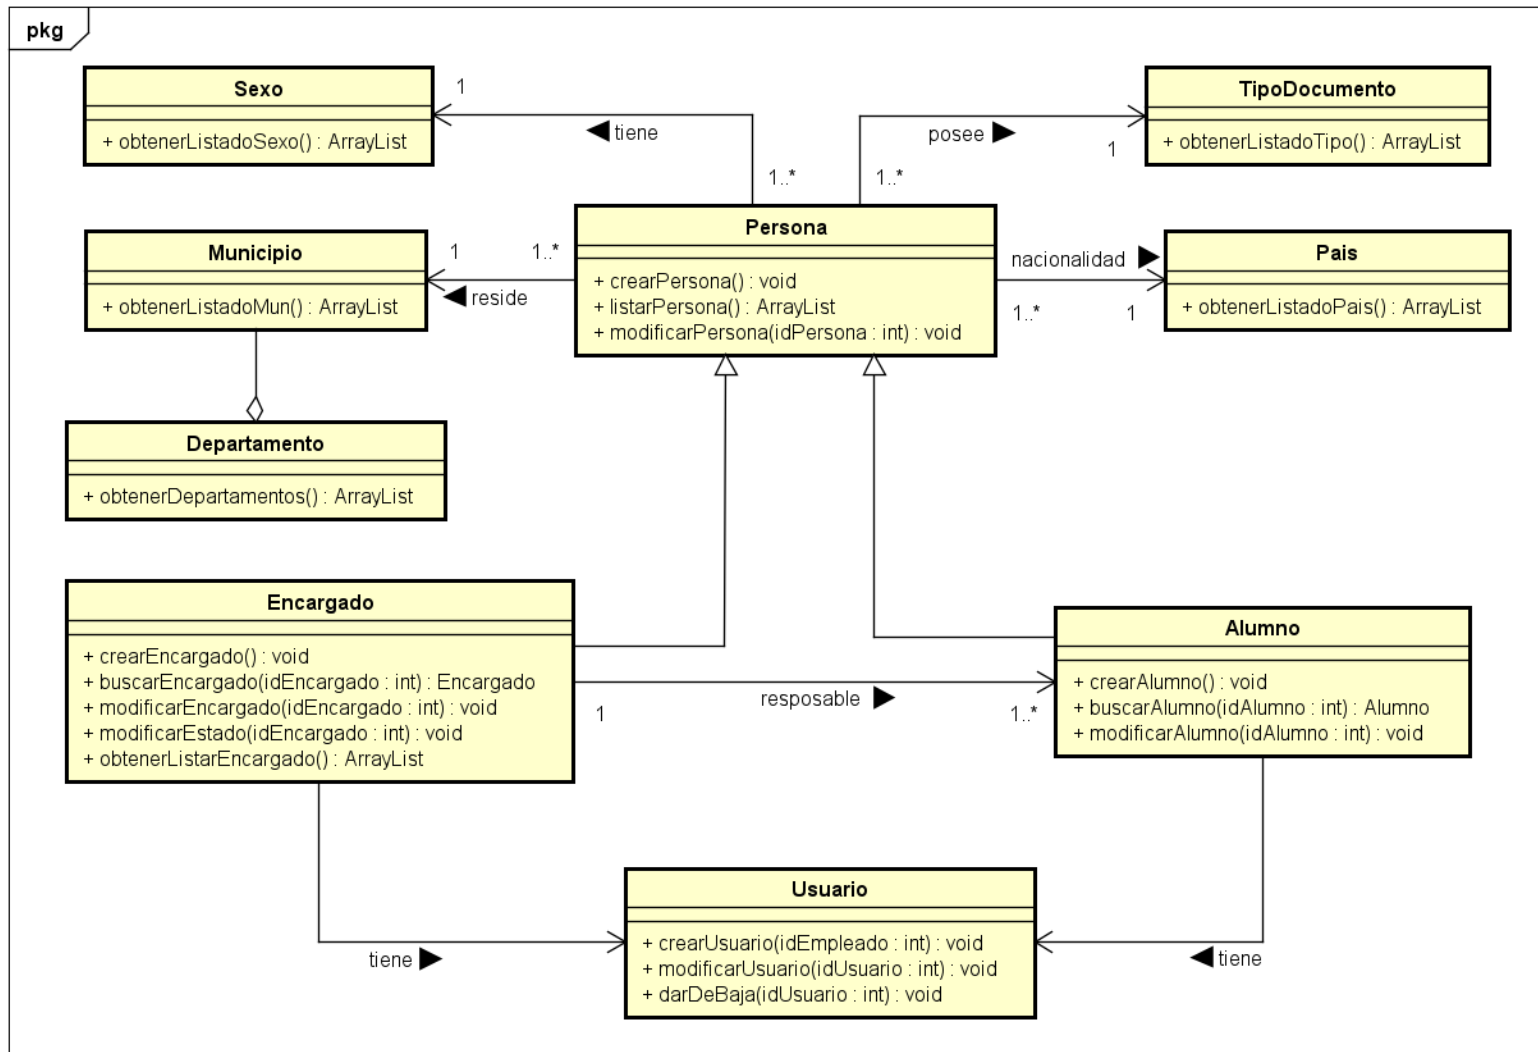 pkg
Sexo
+ obtenerListadoSexo() : ArrayList
1
tiene
1..*
TipoDocumento
+ obtenerListadoTipo() : ArrayList
posee
1
1..*
Persona
+ crearPersona() : void
+ listarPersona() : ArrayList
+ modificarPersona(idPersona : int) : void
Municipio
+ obtenerListadoMun() : ArrayList
1
1..*
reside
nacionalidad
1..*
1
Pais
+ obtenerListadoPais() : ArrayList
Departamento
+ obtenerDepartamentos() : ArrayList
Encargado
+ crearEncargado() : void
+ buscarEncargado(idEncargado : int) : Encargado
+ modificarEncargado(idEncargado : int) : void
+ modificarEstado(idEncargado : int) : void
+ obtenerListarEncargado() : ArrayList
1
resposable
1..*
Alumno
+ crearAlumno() : void
+ buscarAlumno(idAlumno : int) : Alumno
+ modificarAlumno(idAlumno : int) : void
Usuario
+ crearUsuario(idEmpleado : int) : void
+ modificarUsuario(idUsuario : int) : void
+ darDeBaja(idUsuario : int) : void
tiene
tiene